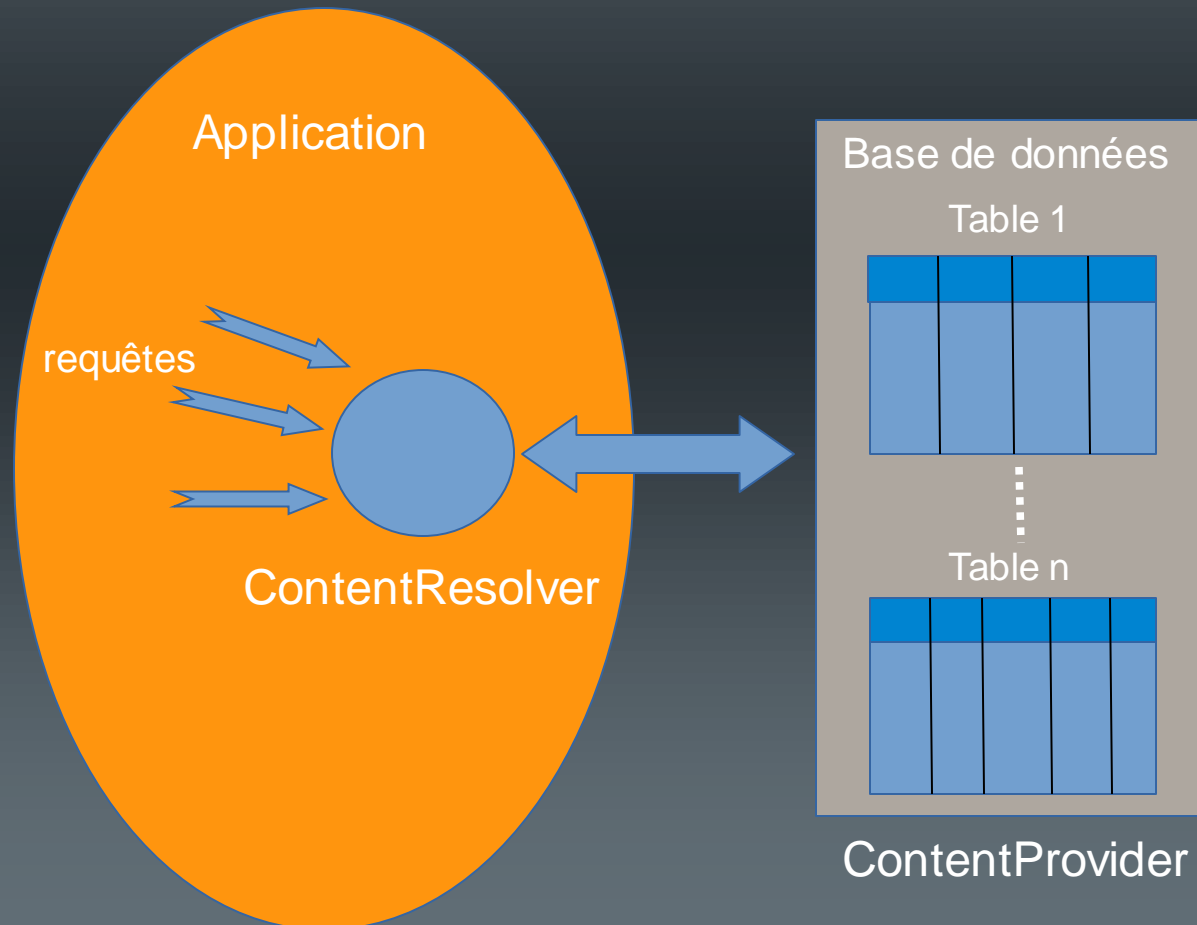 Application
requêtes
ContentResolver
Base de données
Table 1
Table n
ContentProvider